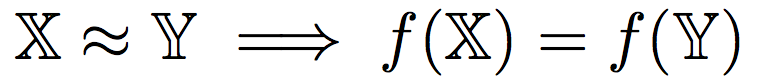 𝕏 ≈ 𝕐 ⟹ f(𝕏) = f(𝕐)